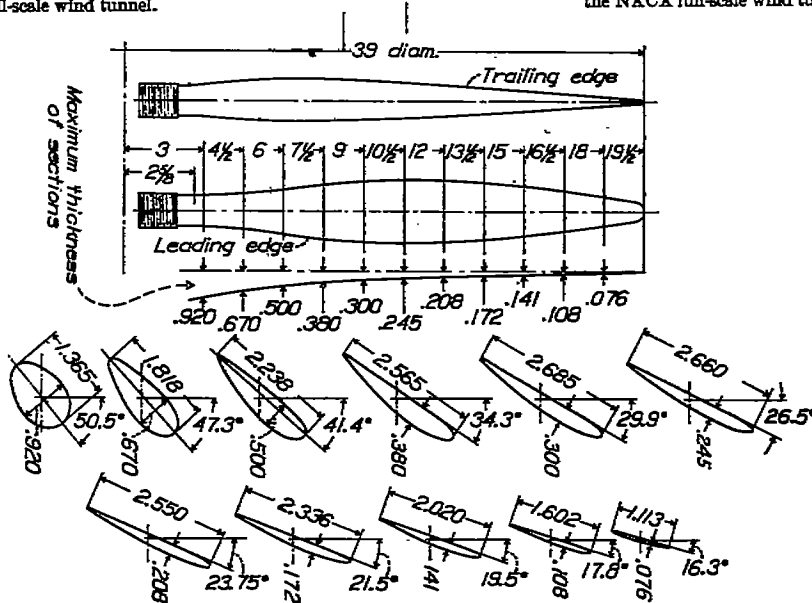 ll-scale wind tunnel.
the NACA full-scale wind tu
39 diam.
Trailing edge
Maximum thickness
of sections
3 4½ 6 7½ 9 10½ 12 13½ 15 16½ 18 19½
2⅝
Leading edge
.920 .670 .500 .380 .300 .245 .208 .172 .141 .108 .076
1.365 1.818 2.238 2.565 2.685 2.660
50.5° 47.3° 41.4° 34.3° 29.9° 26.5°
.920 .670 .500 .380 .300 .245
2.550 2.336 2.020 1.602 1.113
23.75° 21.5° 19.5° 17.8° 16.3°
.208 .172 .141 .108 .076